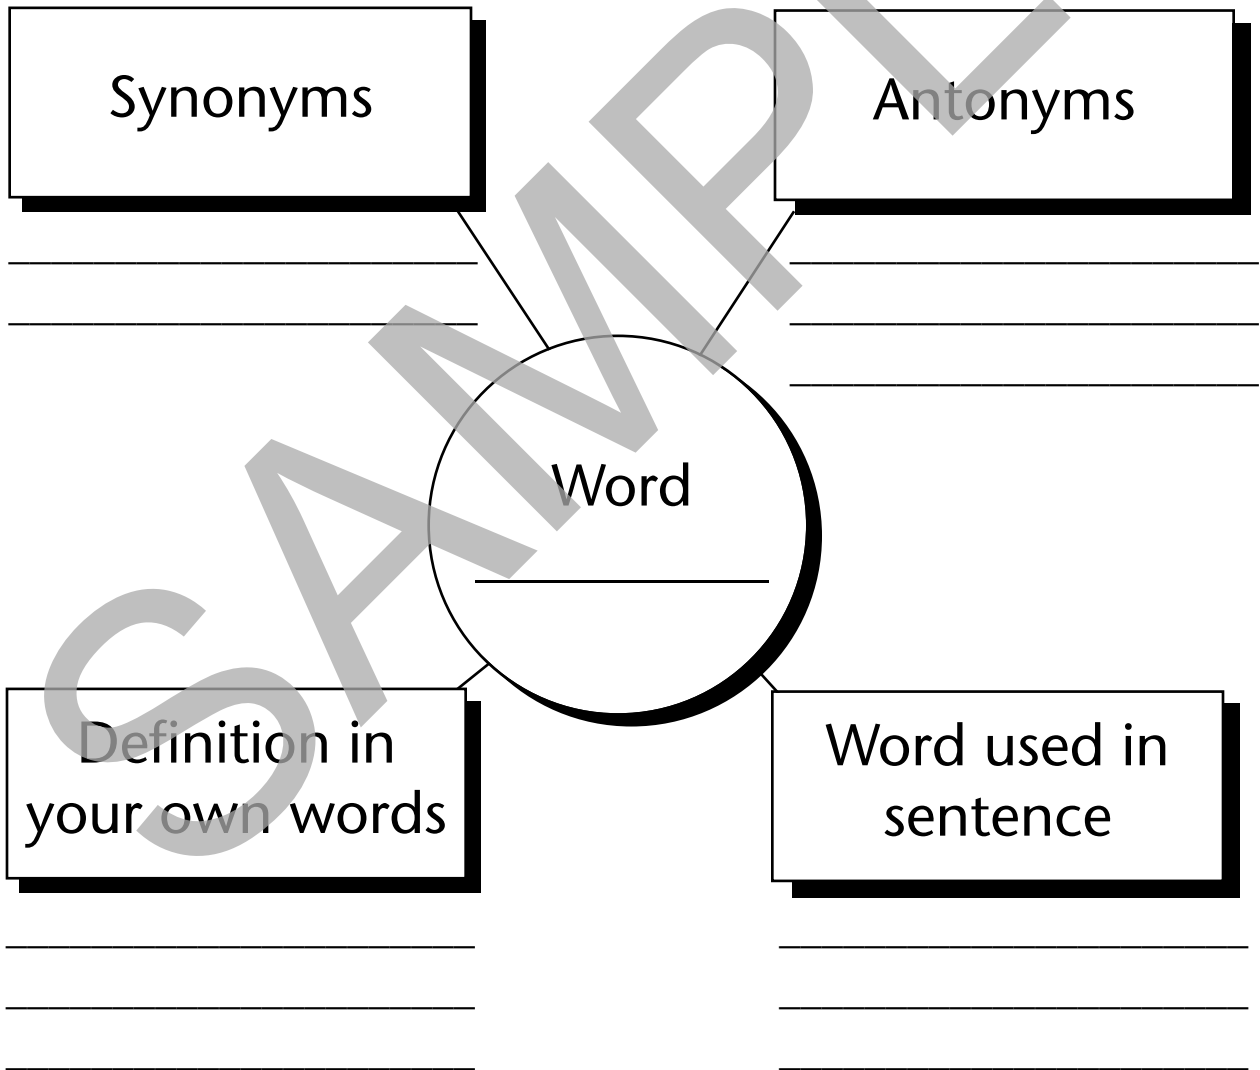 Synonyms
Antonyms
Word
Definition in
your own words
Word used in
sentence
SAMPLE